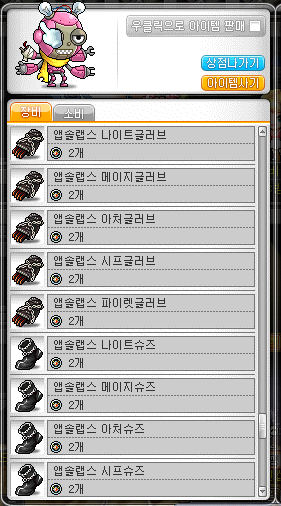 우클릭으로 아이템 판매
상점나가기
아이템사기
장비 소비
앱솔랩스 나이트글러브
2개
앱솔랩스 메이지글러브
2개
앱솔랩스 아처글러브
2개
앱솔랩스 시프글러브
2개
앱솔랩스 파이렛글러브
2개
앱솔랩스 나이트슈즈
2개
앱솔랩스 메이지슈즈
2개
앱솔랩스 아처슈즈
2개
앱솔랩스 시프슈즈
2개